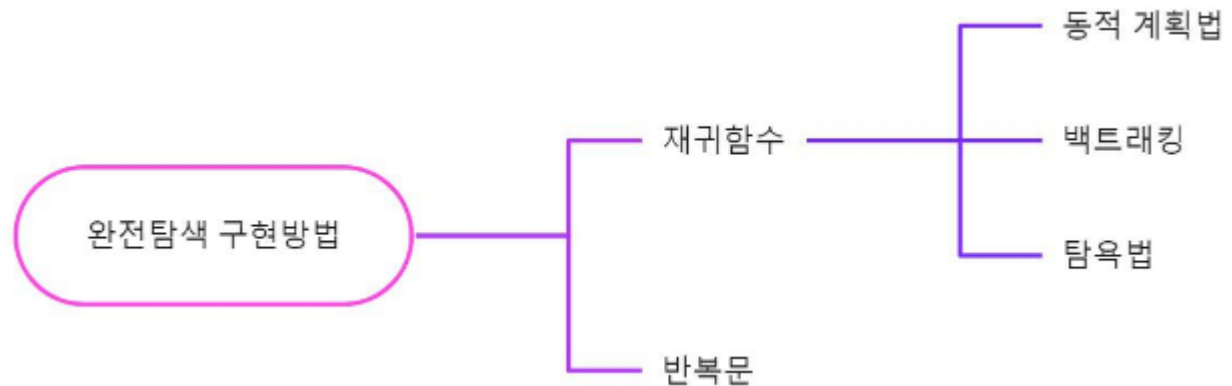 동적 계획법
재귀함수
백트래킹
완전탐색 구현방법
탐욕법
반복문